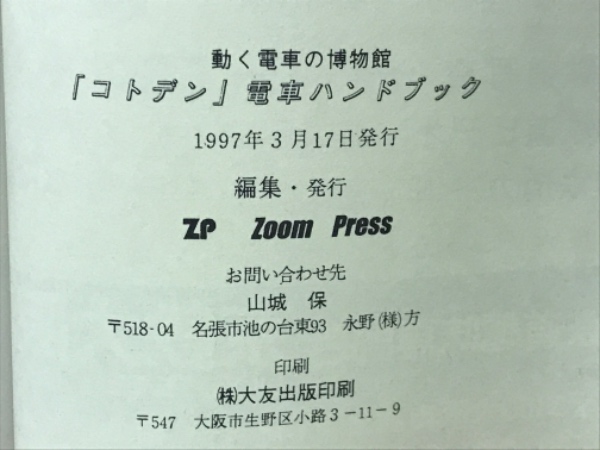 動く電車の博物館
「コトデン」電車ハンドブック
1997年3月17日発行
編集・発行
ZP Zoom Press
お問い合わせ先
山城 保
〒518-04 名張市池の台東93 永野(様)方
印刷
㈱大友出版印刷
〒547 大阪市生野区小路3-11-9